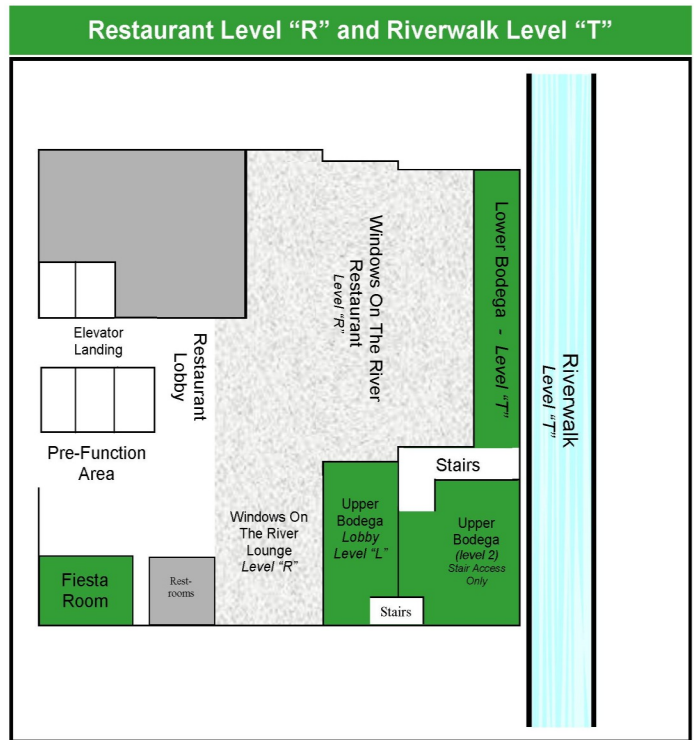 Restaurant Level “R” and Riverwalk Level “T”
Elevator
Landing
Restaurant
Lobby
Pre-Function
Area
Fiesta
Room
Rest-
rooms
Windows On The River
Restaurant
Level “R”
Windows On
The River
Lounge
Level “R”
Lower Bodega - Level “T”
Stairs
Upper
Bodega
Lobby
Level “L”
Upper
Bodega
(level 2)
Stair Access
Only
Stairs
Riverwalk
Level “T”